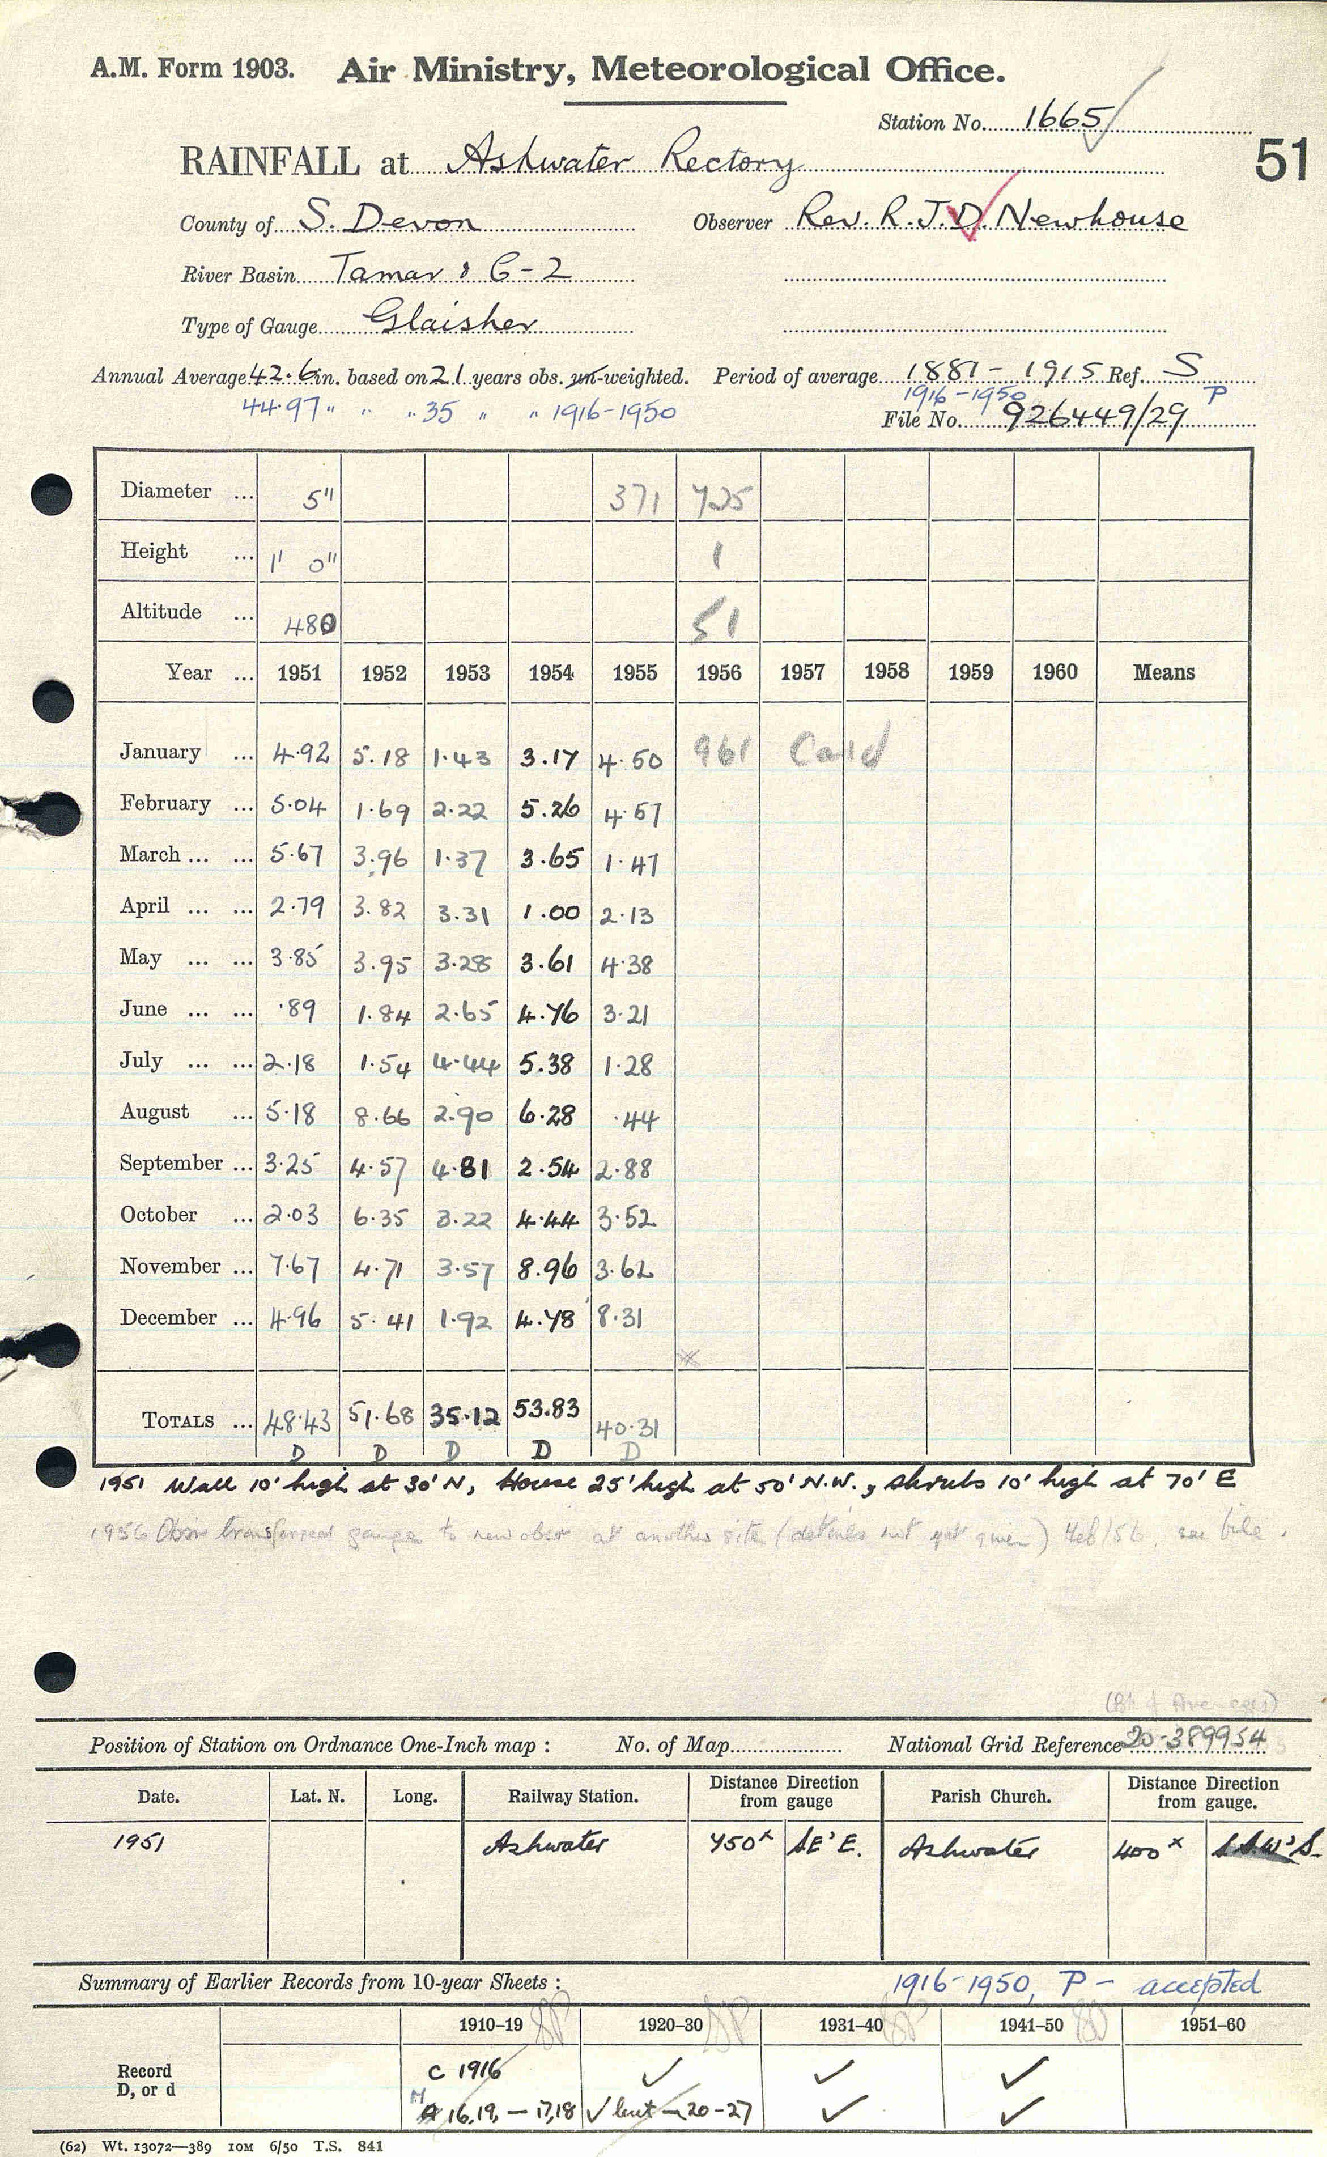 A.M. Form 1903. Air Ministry, Meteorological Office.
Station No. 1665
51
RAINFALL at Ashwater Rectory
County of S. Devon Observer Rev. R. J. D. Newhouse
River Basin Tamar : 6-2
Type of Gauge Glaisher
Annual Average 42.6 in. based on 21 years obs. un-weighted. Period of average 1881 - 1915 Ref. S
44.97 " " " 35 " " 1916-1950 1916-1950 P
File No. 926449/29
Diameter ... 5" 371 725
Height ... 1' 0" 1
Altitude ... 480 51
Year ... 1951 1952 1953 1954 1955 1956 1957 1958 1959 1960 Means
January ... 4.92 5.18 1.43 3.17 4.50 961 Card
February ... 5.04 1.69 2.22 5.26 4.57
March ... ... 5.67 3.96 1.37 3.65 1.47
April ... ... 2.79 3.82 3.31 1.00 2.13
May ... ... 3.85 3.95 3.28 3.61 4.38
June ... ... .89 1.84 2.65 4.76 3.21
July ... ... 2.18 1.54 4.44 5.38 1.28
August ... 5.18 8.66 2.90 6.28 .44
September ... 3.25 4.57 4.81 2.54 2.88
October ... 2.03 6.35 3.22 4.44 3.52
November ... 7.67 4.71 3.57 8.96 3.62
December ... 4.96 5.41 1.92 4.78 8.31
TOTALS ... 48.43 51.68 35.12 53.83 40.31
D D D D D
1951 Wall 10' high at 30' N, House 25' high at 50' N.W., shrubs 10' high at 70' E
1956 Obsr transferred gauge to new obsr at another site (details not yet given) Feb/56. see file.
Position of Station on Ordnance One-Inch map : No. of Map National Grid Reference 20-389954
Date. Lat. N. Long. Railway Station. Distance from gauge Direction Parish Church. Distance from gauge. Direction
1951 Ashwater 750x SE'E. Ashwater 400x S.S.W'S.
Summary of Earlier Records from 10-year Sheets : 1916-1950, P - accepted
1910-19 1920-30 1931-40 1941-50 1951-60
Record C 1916 ✓ ✓ ✓
D, or d 16,19, - 17,18 ✓ 20-27 ✓ ✓
(62) Wt. 13072—389 10M 6/50 T.S. 841